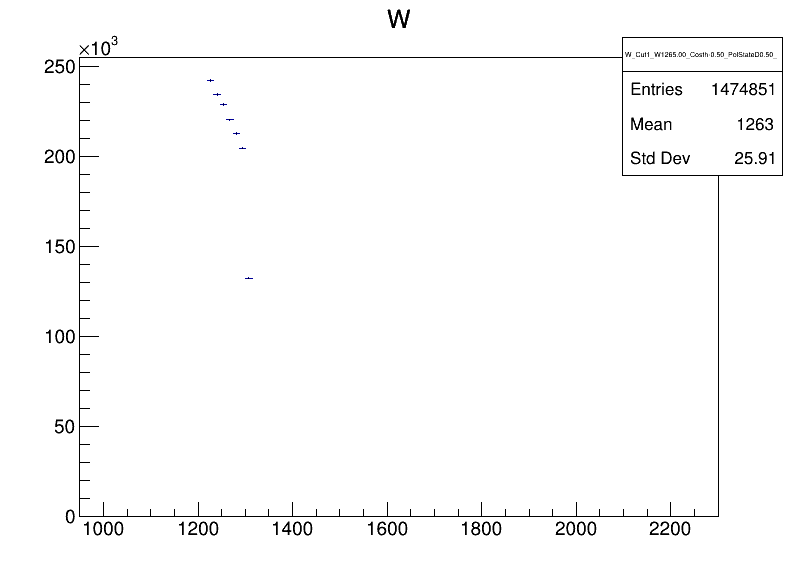 W
×10³
W_Cut1_W1265.00_Costh-0.50_PolStateD0.50_
Entries 1474851
Mean 1263
Std Dev 25.91
250
200
150
100
50
0
1000 1200 1400 1600 1800 2000 2200